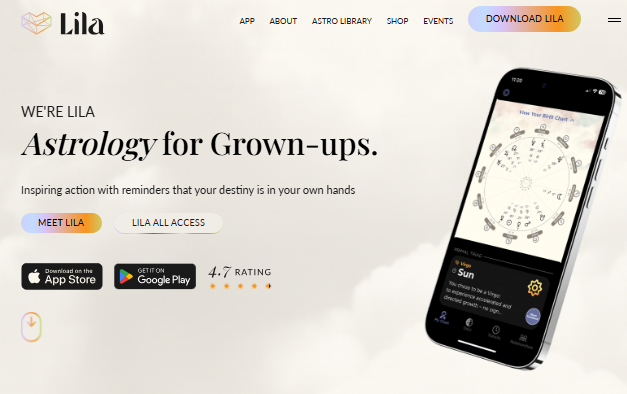 Lila
APP ABOUT ASTRO LIBRARY SHOP EVENTS DOWNLOAD LILA
WE'RE LILA
Astrology for Grown-ups.
Inspiring action with reminders that your destiny is in your own hands
MEET LILA LILA ALL ACCESS
Download on the
App Store
GET IT ON
Google Play
4.7 RATING
11:20
View Your Birth Chart
Virgo
Sun
You chose to be a Virgo
to experience accelerated and
directed growth - no sign...